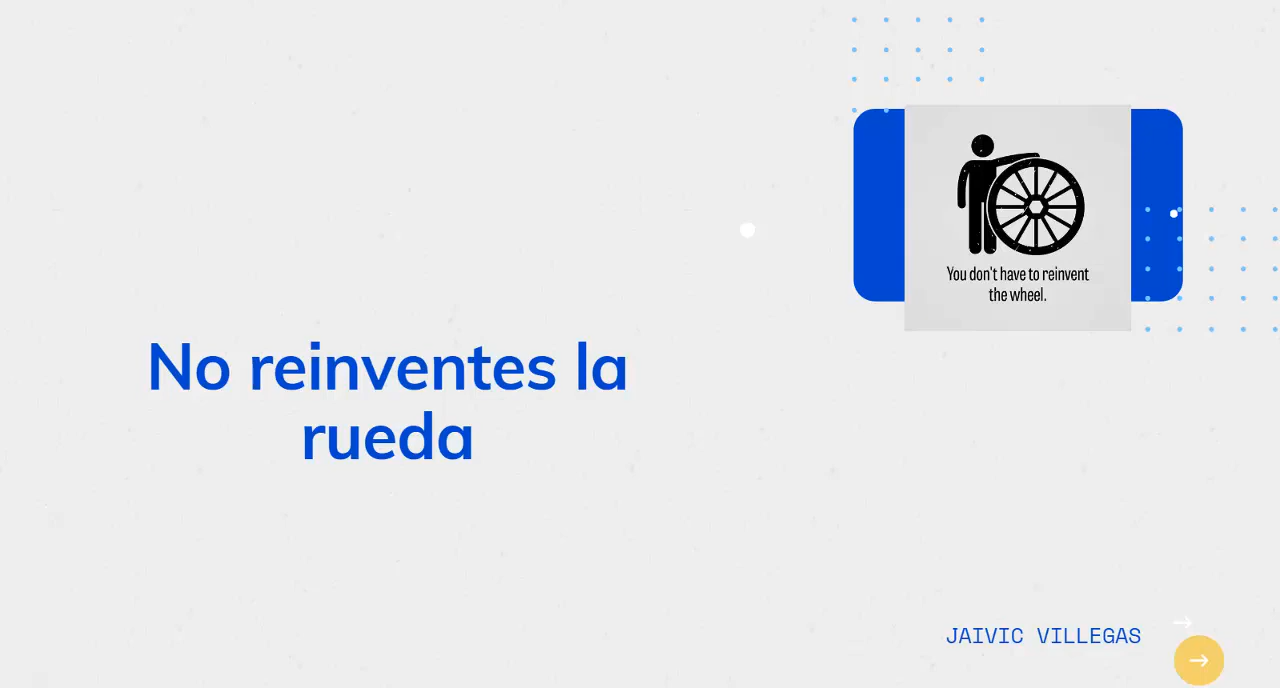 You don't have to reinvent
the wheel.
No reinventes la
rueda
JAIVIC VILLEGAS